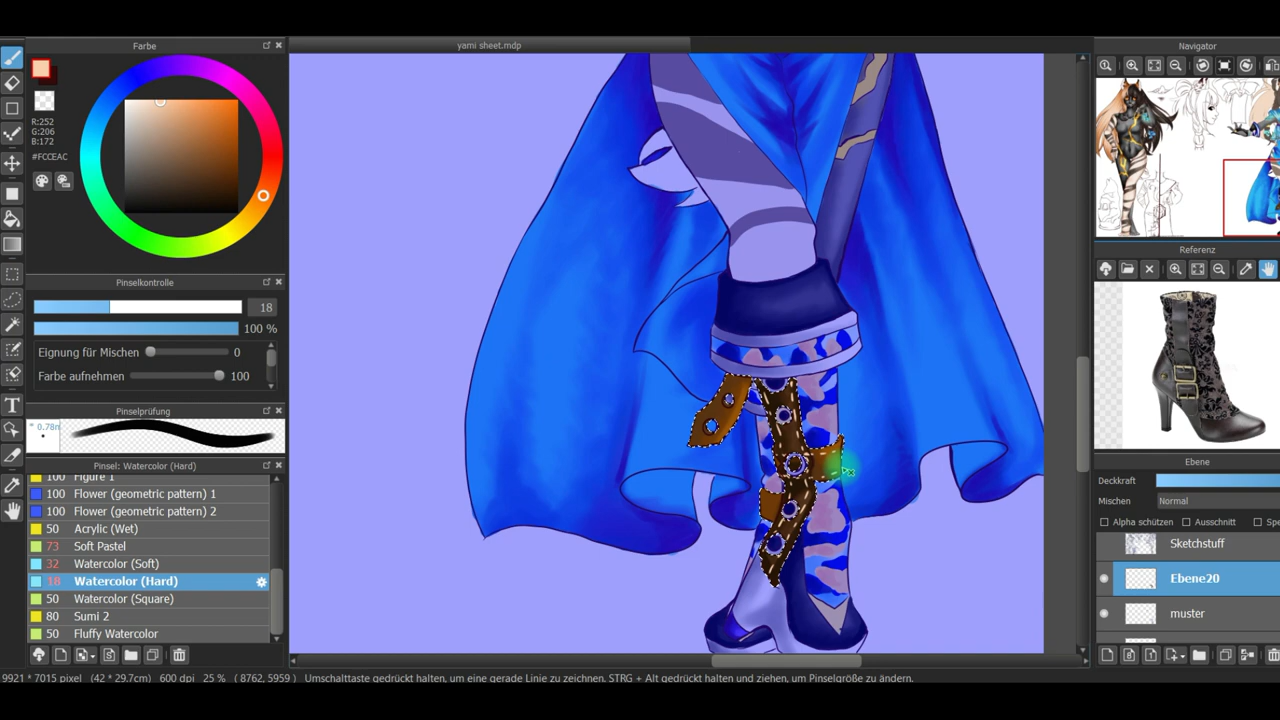 Farbe
yami sheet.mdp
Navigator
R:252
G:206
B:172
#FCCEAC
Referenz
Pinselkontrolle
18
100 %
Eignung für Mischen
0
Farbe aufnehmen
100
Pinselprüfung
Pinsel: Watercolor (Hard)
100 Figure 1
100 Flower (geometric pattern) 1
100 Flower (geometric pattern) 2
50 Acrylic (Wet)
73 Soft Pastel
32 Watercolor (Soft)
18 Watercolor (Hard)
50 Watercolor (Square)
80 Sumi 2
50 Fluffy Watercolor
Ebene
Deckkraft
Mischen
Normal
Alpha schützen
Ausschnitt
Sketchstuff
Ebene20
muster
9921 * 7015 pixel (42 * 29.7cm) 600 dpi 25 % ( 8762, 5959 ) Umschalttaste gedrückt halten, um eine gerade Linie zu zeichnen. STRG + Alt gedrückt halten und ziehen, um Pinselgröße zu ändern.